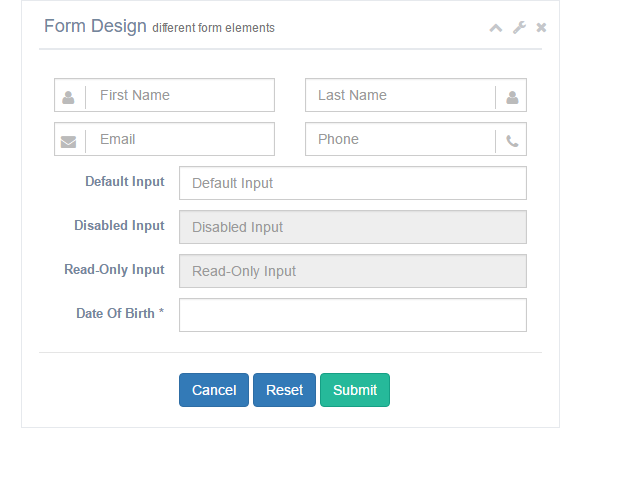 Form Design different form elements
First Name Last Name
Email Phone
Default Input Default Input
Disabled Input Disabled Input
Read-Only Input Read-Only Input
Date Of Birth *
Cancel Reset Submit